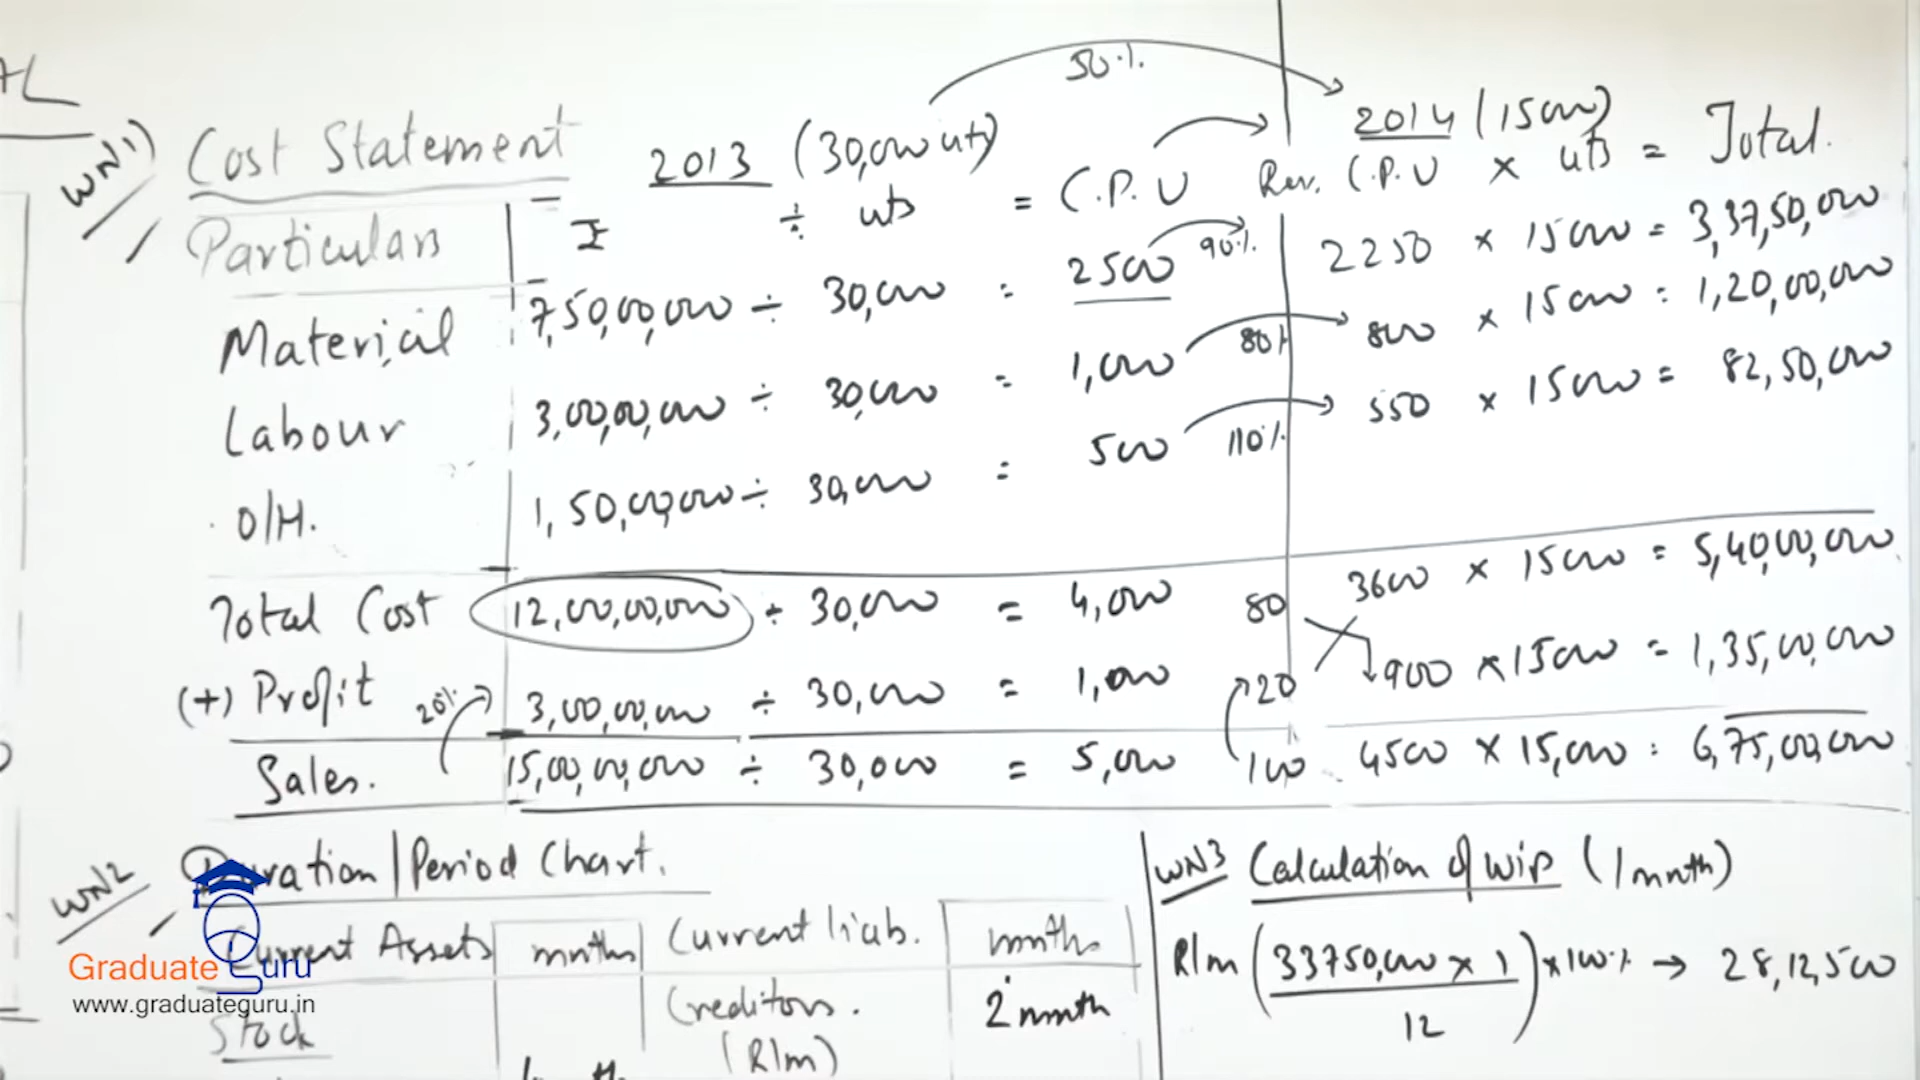 50%
WN1) Cost Statement 2013 (30,000 uts) 2014 (15000)
Particulars ÷ uts = C.P.U Rev. C.P.U × uts = Total.
Material 7,50,00,000 ÷ 30,000 = 2500 90% 2250 × 15000 = 3,37,50,000
Labour 3,00,00,000 ÷ 30,000 = 1,000 80% 800 × 15000 = 1,20,00,000
O/H. 1,50,00,000 ÷ 30,000 = 500 110% 550 × 15000 = 82,50,000
Total Cost 12,00,00,000 ÷ 30,000 = 4,000 80 3600 × 15000 = 5,40,00,000
(+) Profit 20% 3,00,00,000 ÷ 30,000 = 1,000 20 900 × 15000 = 1,35,00,000
Sales. 15,00,00,000 ÷ 30,000 = 5,000 100 4500 × 15,000 = 6,75,00,000
WN2 Duration/Period Chart.
Current Assets months Current liab. months
Stock Creditors. 2 month
(R/m)
WN3 Calculation of WIP (1 month)
R/m (33750,000 × 1 / 12) × 100% → 28,12,500
Graduate Guru
www.graduateguru.in